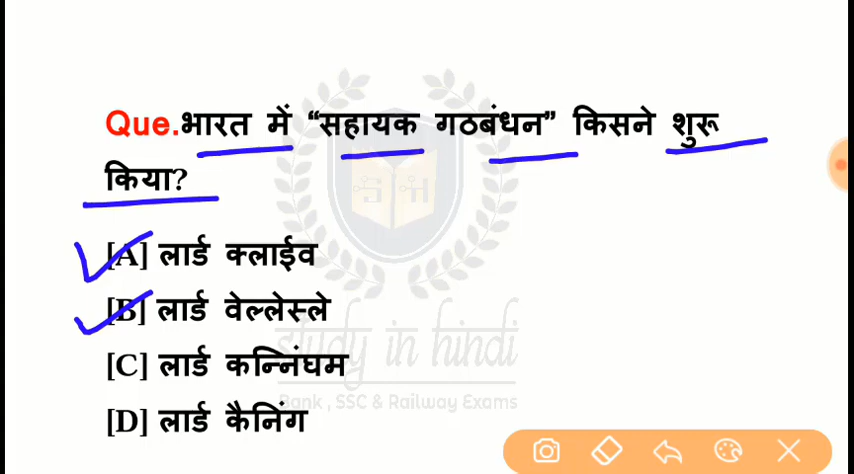 Que.भारत में “सहायक गठबंधन” किसने शुरू
किया?
[A] लार्ड क्लाईव
[B] लार्ड वेल्लेस्ले
[C] लार्ड कन्निंघम
[D] लार्ड कैनिंग
study in hindi
Bank , SSC & Railway Exams